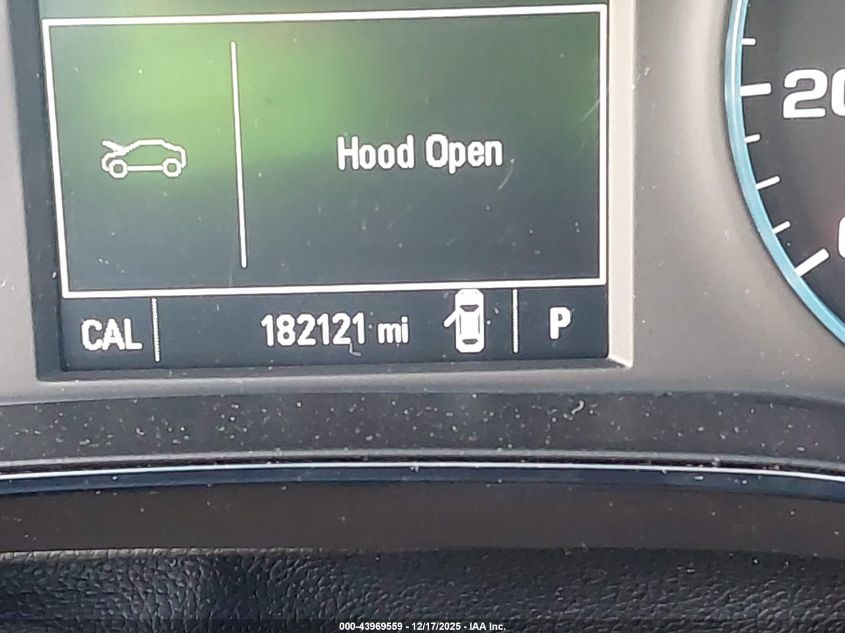 Hood Open
20
CAL 182121 mi P
000-43969559 - 12/17/2025 - IAA Inc.